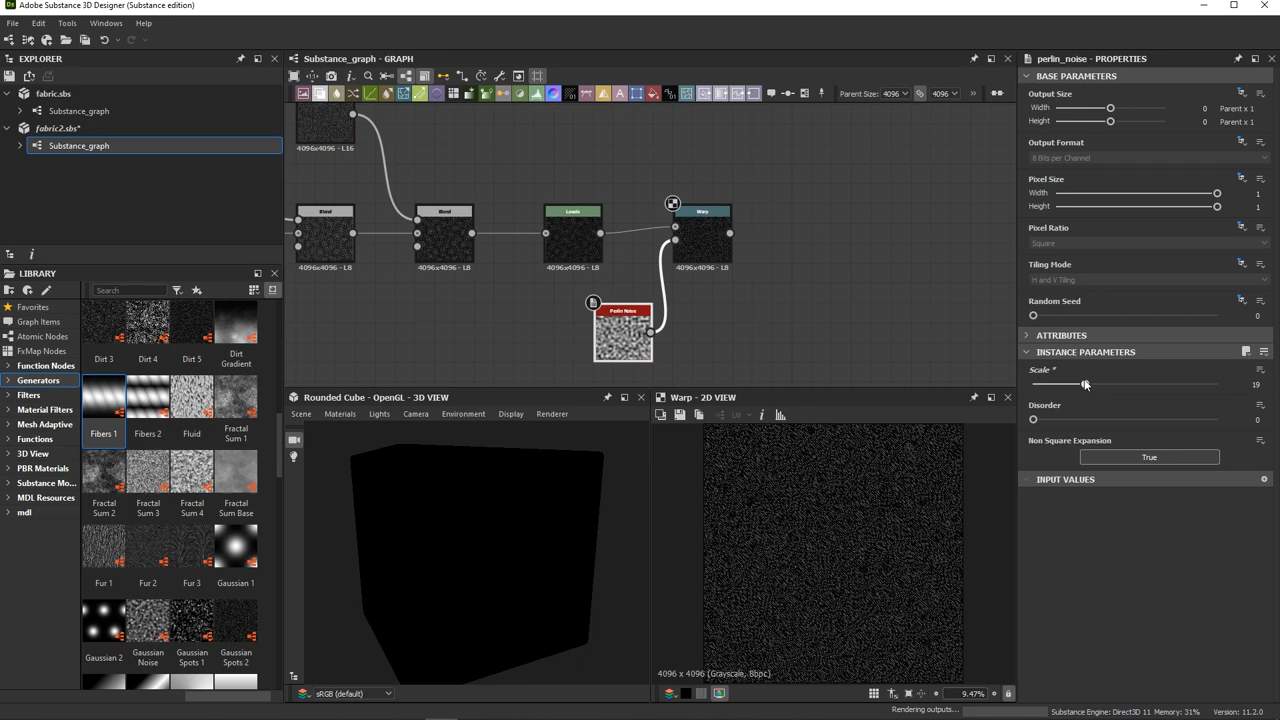 Adobe Substance 3D Designer (Substance edition)
File Edit Tools Windows Help
EXPLORER
fabric.sbs
Substance_graph
fabric2.sbs*
Substance_graph
LIBRARY
Search
Favorites
Graph Items
Atomic Nodes
FxMap Nodes
Function Nodes
Generators
Filters
Material Filters
Mesh Adaptive
Functions
3D View
PBR Materials
Substance Mo...
MDL Resources
mdl
Dirt 3 Dirt 4 Dirt 5 Dirt Gradient
Fibers 1 Fibers 2 Fluid Fractal Sum 1
Fractal Sum 2 Fractal Sum 3 Fractal Sum 4 Fractal Sum Base
Fur 1 Fur 2 Fur 3 Gaussian 1
Gaussian 2 Gaussian Noise Gaussian Spots 1 Gaussian Spots 2
Substance_graph - GRAPH
Parent Size: 4096 4096
4096x4096 - L16
Blend Blend Levels Warp
4096x4096 - L8 4096x4096 - L8 4096x4096 - L8 4096x4096 - L8
Perlin Noise
Rounded Cube - OpenGL - 3D VIEW
Scene Materials Lights Camera Environment Display Renderer
sRGB (default)
Warp - 2D VIEW
UV
4096 x 4096 (Grayscale, 8bpc)
9.47%
perlin_noise - PROPERTIES
BASE PARAMETERS
Output Size
Width 0 Parent x 1
Height 0 Parent x 1
Output Format
8 Bits per Channel
Pixel Size
Width 1
Height 1
Pixel Ratio
Square
Tiling Mode
H and V Tiling
Random Seed
0
ATTRIBUTES
INSTANCE PARAMETERS
Scale *
19
Disorder
0
Non Square Expansion
True
INPUT VALUES
Rendering outputs... Substance Engine: Direct3D 11 Memory: 31% Version: 11.2.0